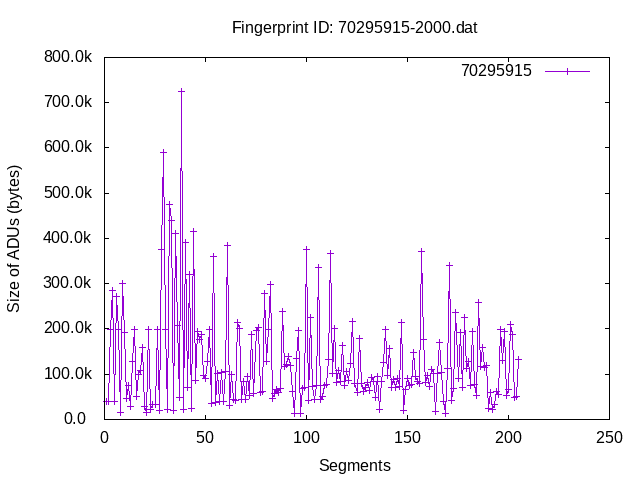 Fingerprint ID: 70295915-2000.dat
800.0k
70295915
700.0k
600.0k
500.0k
400.0k
300.0k
200.0k
100.0k
0.0
Size of ADUs (bytes)
0 50 100 150 200 250
Segments